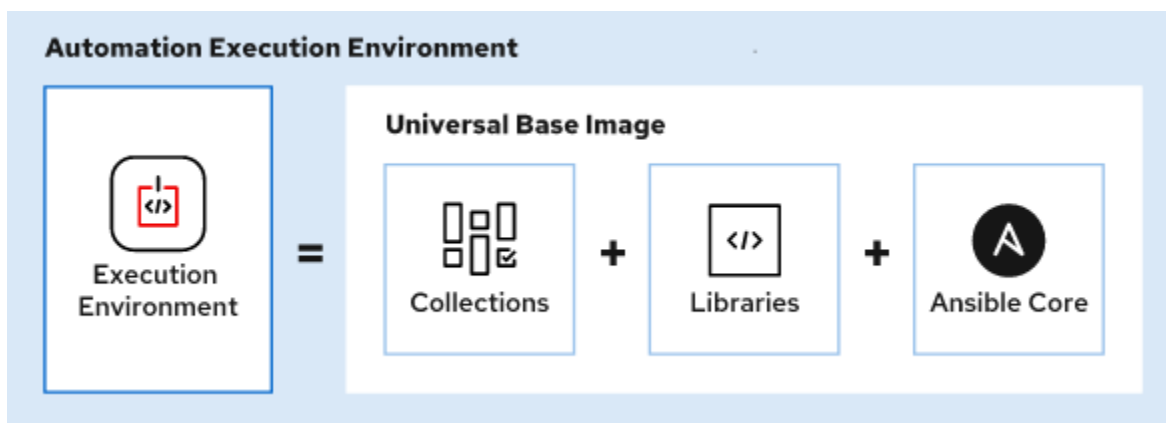 Automation Execution Environment
Universal Base Image
</>
Execution
Environment
=
Collections
+
</>
Libraries
+
Ansible Core